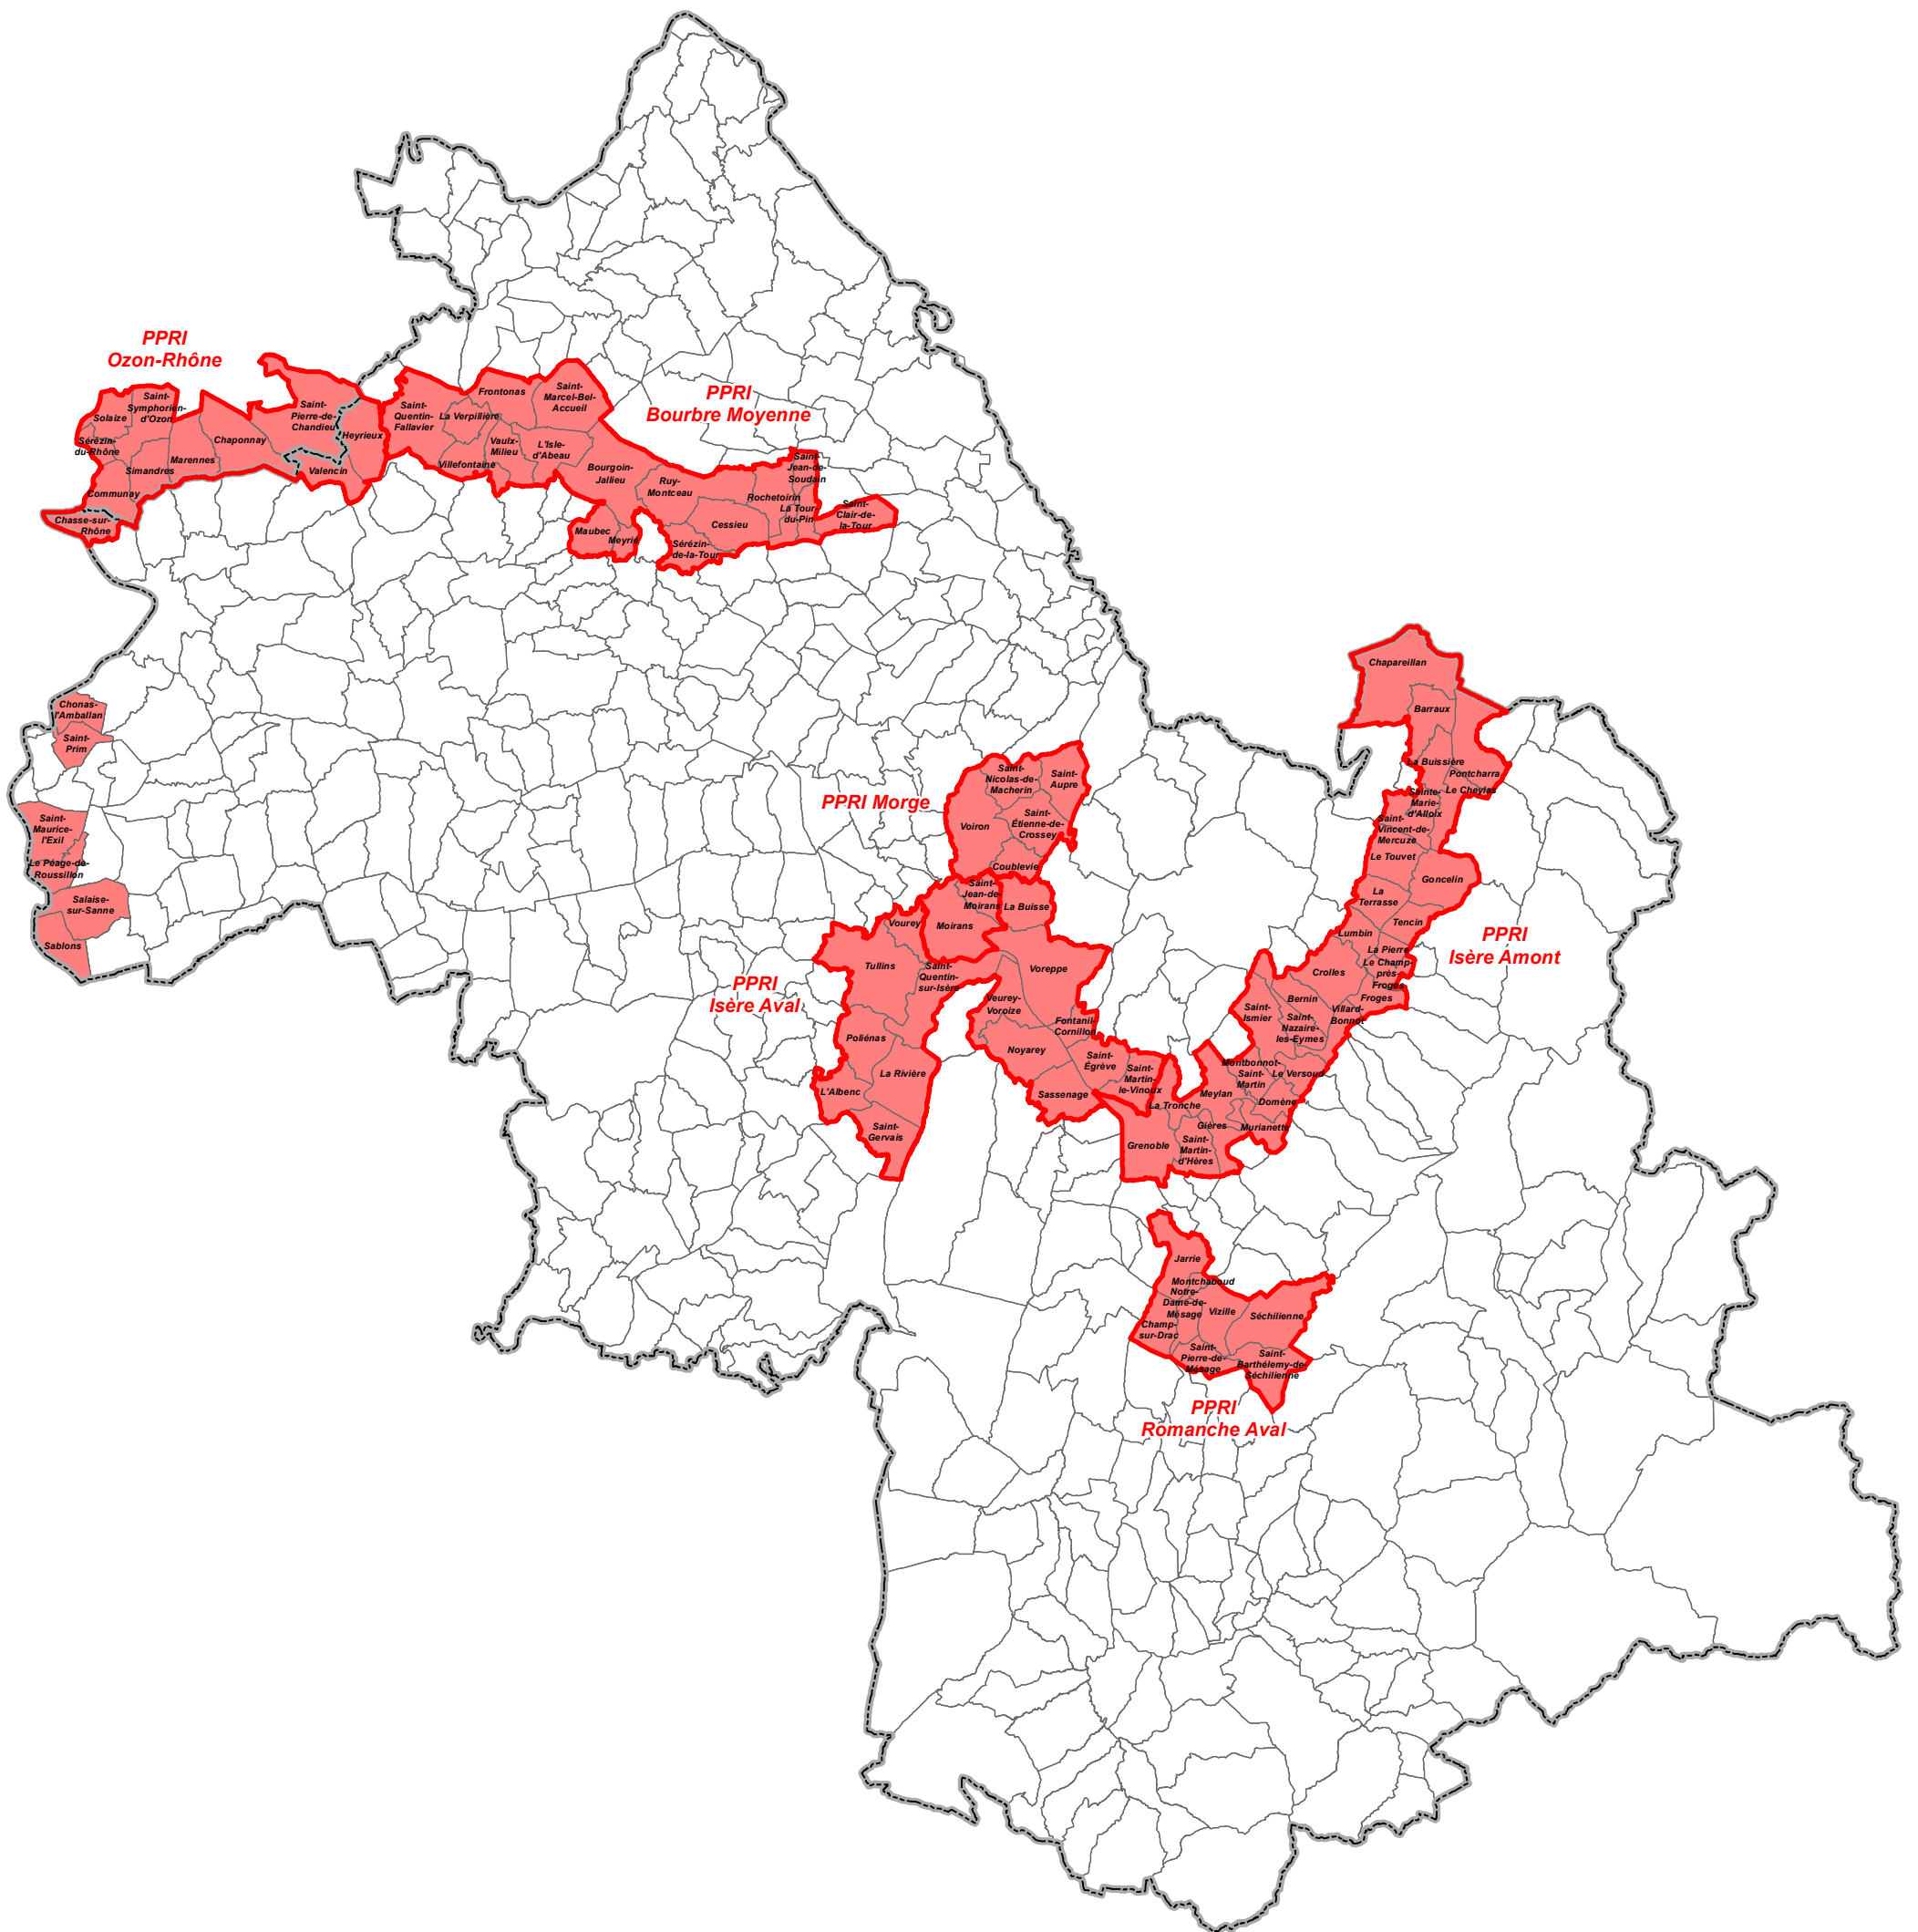 PPRI
Ozon-Rhône
Solaize
Saint-
Symphorien-
d'Ozon
Sérézin-
du-Rhône
Simandres
Marennes
Chaponnay
Saint-
Pierre-de-
Chandieu
Heyrieux
Valencin
Communay
Chasse-sur-
Rhône
PPRI
Bourbre Moyenne
Saint-
Quentin-
Fallavier
La Verpillière
Frontonas
Saint-
Marcel-Bel-
Accueil
Villefontaine
Vaulx-
Milieu
L'Isle-
d'Abeau
Bourgoin-
Jallieu
Maubec
Meyrié
Ruy-
Montceau
Sérézin-
de-la-Tour
Cessieu
Rochetoirin
Saint-
Jean-de-
Soudain
La Tour-
du-Pin
Saint-
Clair-de-
la-Tour
Chonas-
l'Amballan
Saint-
Prim
Saint-
Maurice-
l'Exil
Le Péage-de-
Roussillon
Salaise-
sur-Sanne
Sablons
PPRI Morge
Saint-
Nicolas-de-
Macherin
Saint-
Aupre
Voiron
Saint-
Étienne-de-
Crossey
Coublevie
Saint-
Jean-de-
Moirans
Moirans
PPRI
Isère Aval
La Buisse
Vourey
Tullins
Saint-
Quentin-
sur-Isère
Voreppe
Veurey-
Voroize
Fontanil-
Cornillon
Poliénas
La Rivière
L'Albenc
Saint-
Gervais
Noyarey
Saint-
Égrève
Saint-
Martin-
le-Vinoux
Sassenage
PPRI
Isère Amont
Chapareillan
Barraux
La Buissière
Pontcharra
Le Cheylas
Sainte-
Marie-
d'Alloix
Saint-
Vincent-de-
Mercuze
Le Touvet
Goncelin
La
Terrasse
Tencin
Lumbin
La Pierre
Le Champ-
près-
Froges
Froges
Crolles
Bernin
Villard-
Bonnot
Saint-
Ismier
Saint-
Nazaire-
les-Eymes
Montbonnot-
Saint-
Martin
Le Versoud
Meylan
Domène
La Tronche
Gières
Murianette
Grenoble
Saint-
Martin-
d'Hères
Jarrie
Montchaboud
Notre-
Dame-de-
Mésage
Vizille
Séchilienne
Champ-
sur-Drac
Saint-
Pierre-de-
Mésage
Saint-
Barthélemy-de-
Séchilienne
PPRI
Romanche Aval